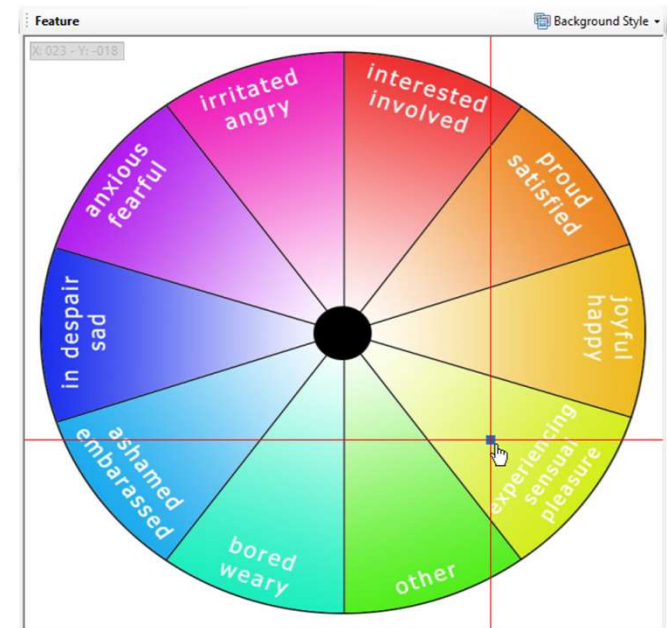 Feature
Background Style
X: 023 - Y: -018
irritated
angry
interested
involved
proud
satisfied
joyful
happy
experiencing
sensual
pleasure
other
bored
weary
ashamed
embarassed
in despair
sad
anxious
fearful